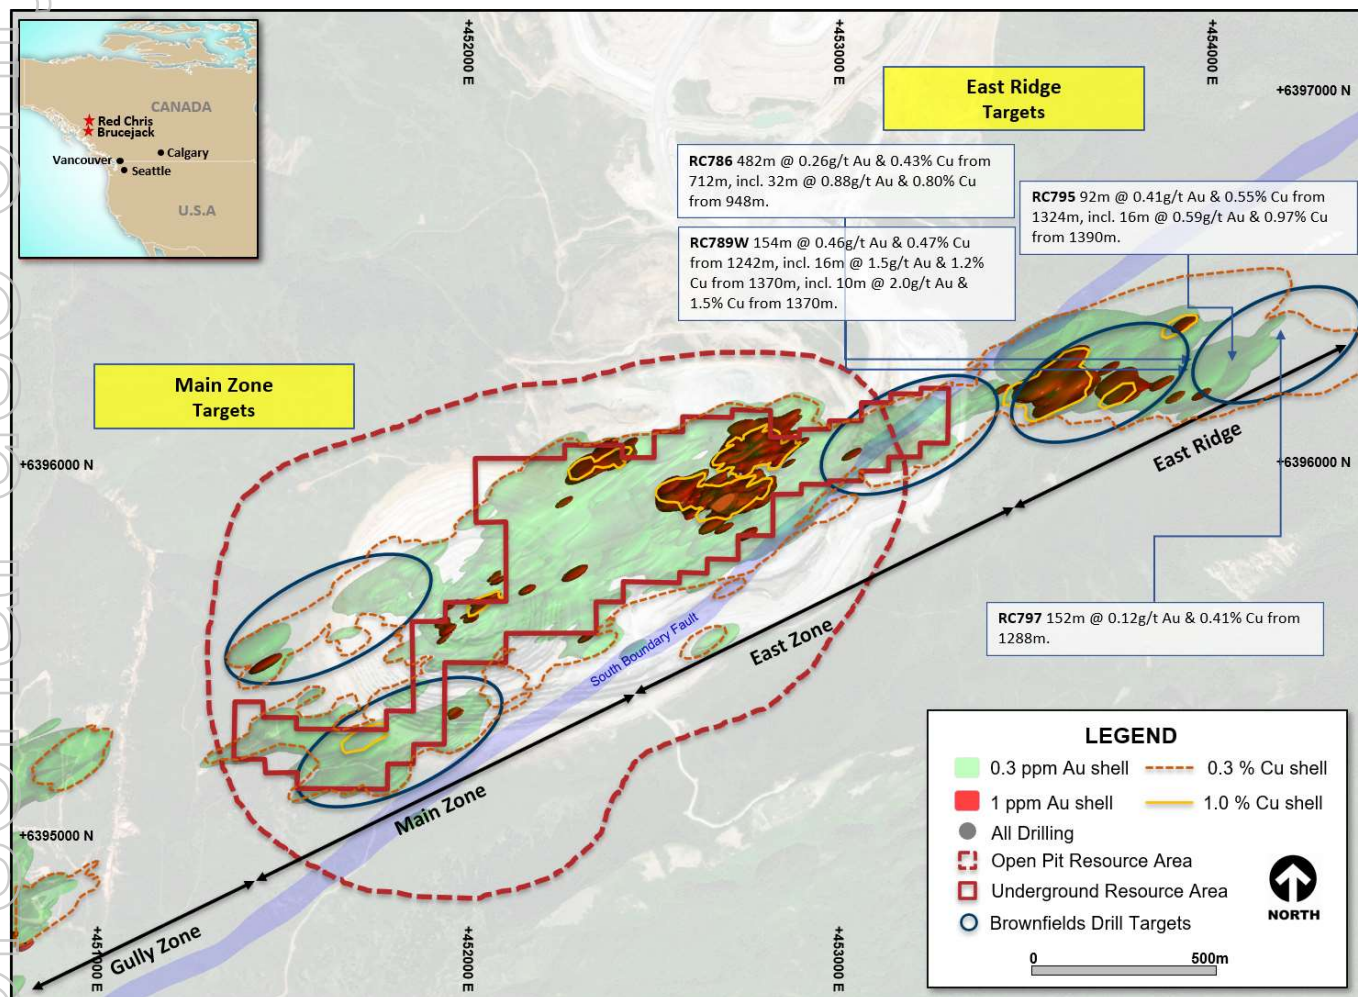 +452000 E
+453000 E
+454000 E
+6397000 N
CANADA
Red Chris
Brucejack
Vancouver
Calgary
Seattle
U.S.A
East Ridge
Targets
RC786 482m @ 0.26g/t Au & 0.43% Cu from
712m, incl. 32m @ 0.88g/t Au & 0.80% Cu
from 948m.
RC795 92m @ 0.41g/t Au & 0.55% Cu from
1324m, incl. 16m @ 0.59g/t Au & 0.97% Cu
from 1390m.
RC789W 154m @ 0.46g/t Au & 0.47% Cu
from 1242m, incl. 16m @ 1.5g/t Au & 1.2%
Cu from 1370m, incl. 10m @ 2.0g/t Au &
1.5% Cu from 1370m.
Main Zone
Targets
+6396000 N
+6396000 N
East Ridge
RC797 152m @ 0.12g/t Au & 0.41% Cu from
1288m.
East Zone
South Boundary Fault
Main Zone
+6395000 N
Gully Zone
+451000 E
+452000 E
+453000 E
LEGEND
0.3 ppm Au shell
0.3 % Cu shell
1 ppm Au shell
1.0 % Cu shell
All Drilling
Open Pit Resource Area
Underground Resource Area
Brownfields Drill Targets
NORTH
0 500m